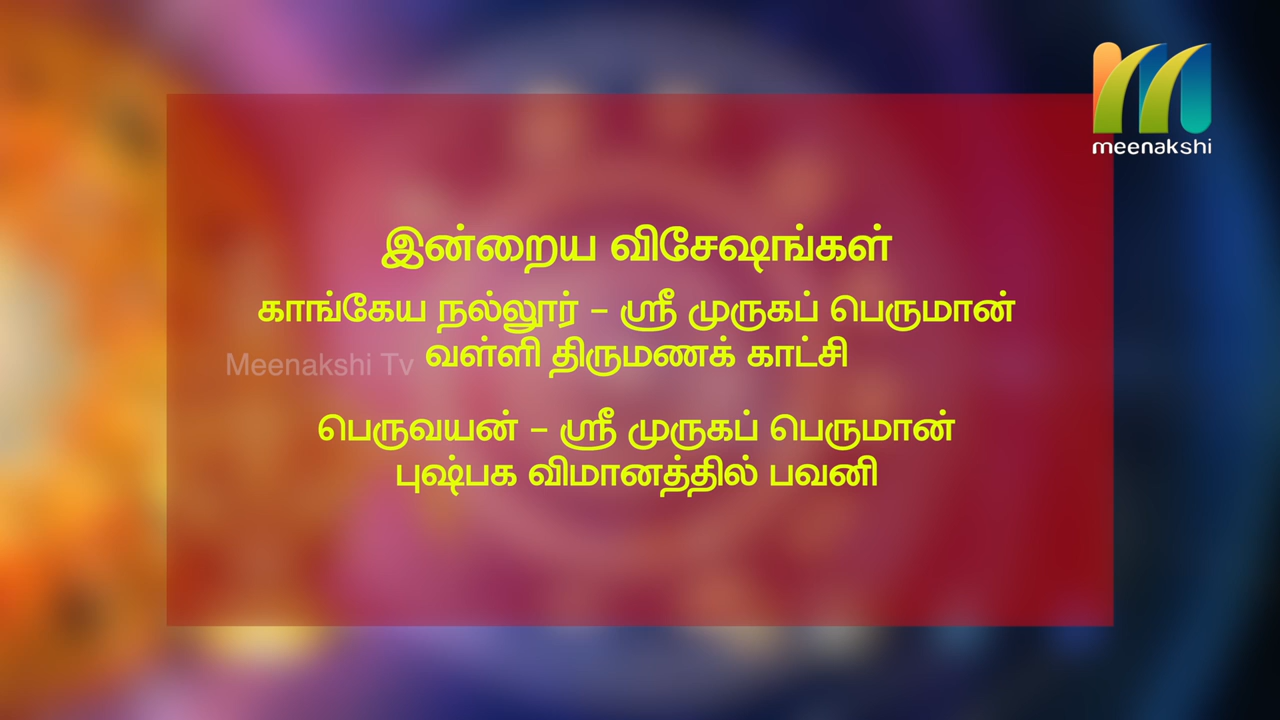 meenakshi
இன்றைய விசேஷங்கள்
காங்கேய நல்லூர் – ஸ்ரீ முருகப் பெருமான்
வள்ளி திருமணக் காட்சி
Meenakshi Tv
பெருவயன் – ஸ்ரீ முருகப் பெருமான்
புஷ்பக விமானத்தில் பவனி